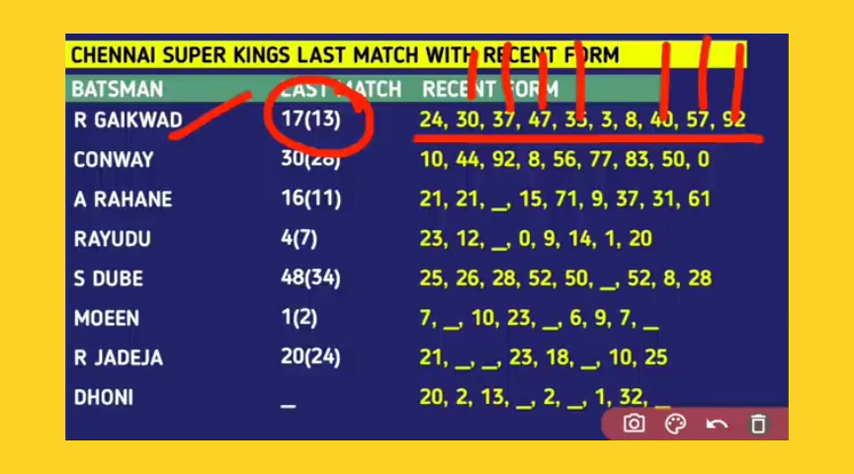 CHENNAI SUPER KINGS LAST MATCH WITH RECENT FORM
BATSMAN LAST MATCH RECENT FORM
R GAIKWAD 17(13) 24, 30, 37, 47, 35, 3, 8, 40, 57, 92
CONWAY 30(28) 10, 44, 92, 8, 56, 77, 83, 50, 0
A RAHANE 16(11) 21, 21, _, 15, 71, 9, 37, 31, 61
RAYUDU 4(7) 23, 12, _, 0, 9, 14, 1, 20
S DUBE 48(34) 25, 26, 28, 52, 50, _, 52, 8, 28
MOEEN 1(2) 7, _, 10, 23, _, 6, 9, 7, _
R JADEJA 20(24) 21, _, _, 23, 18, _, 10, 25
DHONI _ 20, 2, 13, _, 2, _, 1, 32, _